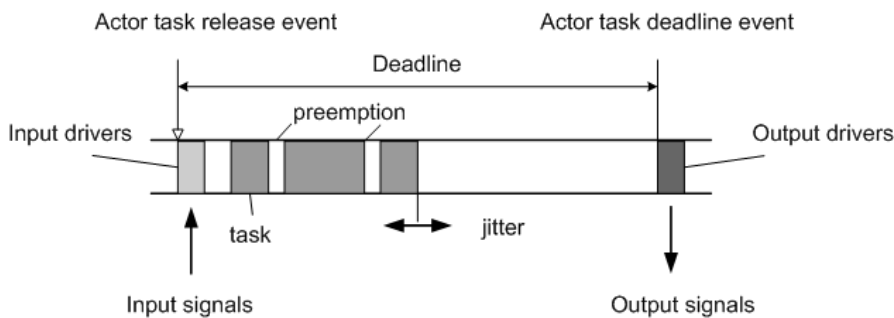 Actor task release event
Actor task deadline event
Deadline
preemption
Input drivers
Output drivers
task
jitter
Input signals
Output signals